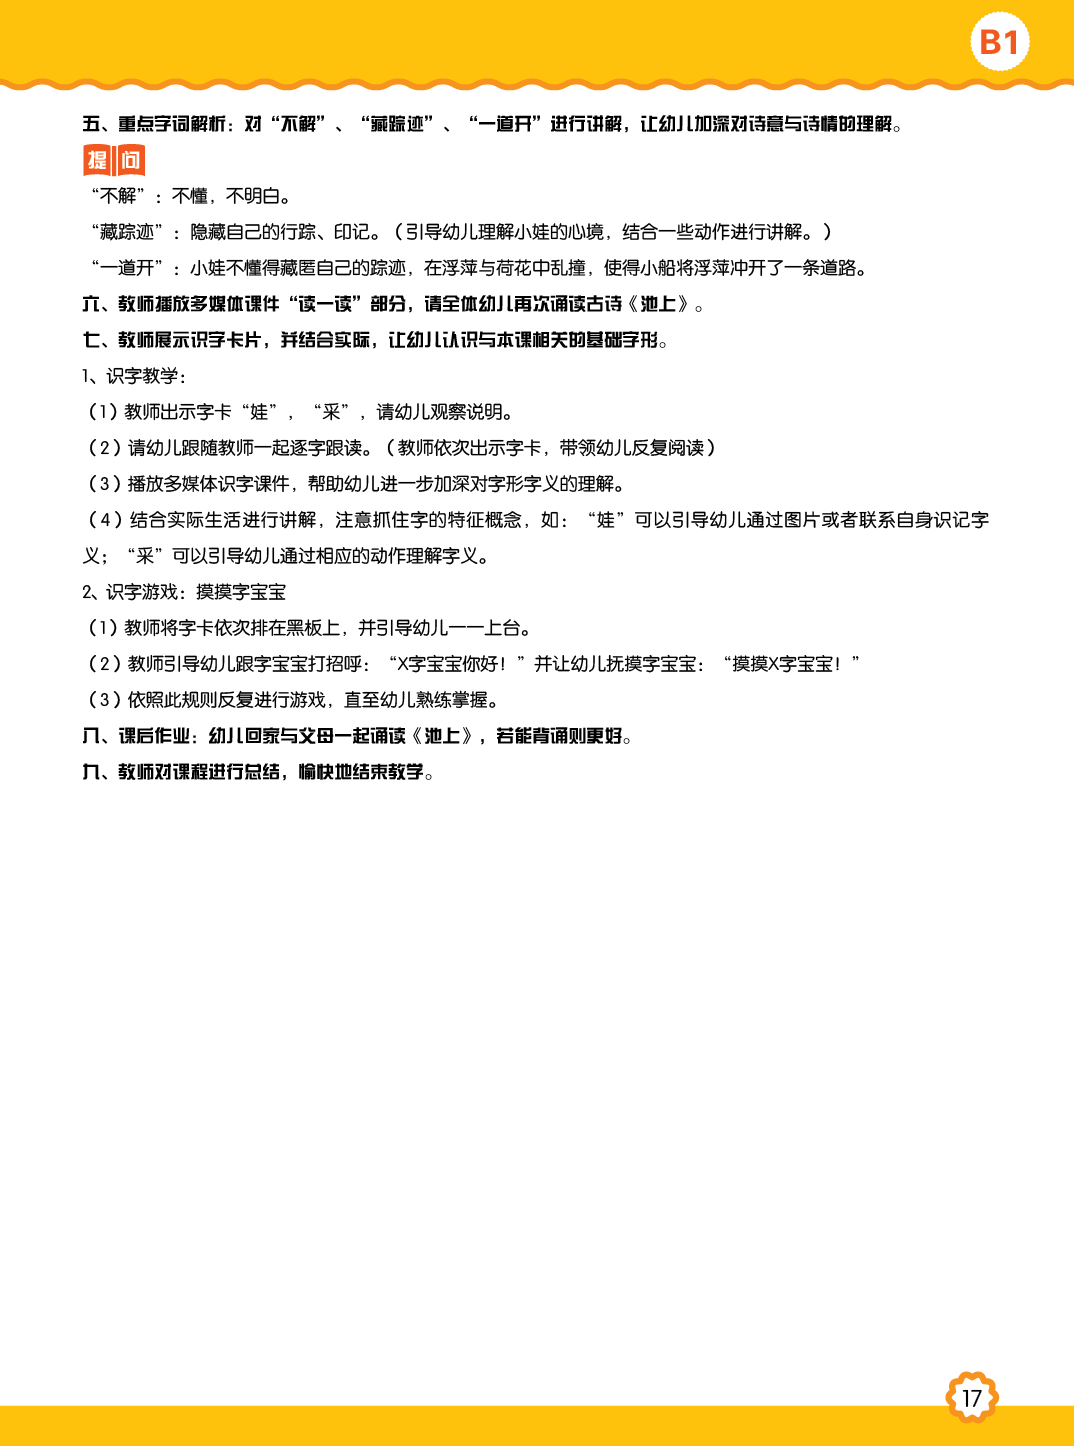 B1
五、重点字词解析：对“不解”、“藏踪迹”、“一道开”进行讲解，让幼儿加深对诗意与诗情的理解。
提问
“不解”：不懂，不明白。
“藏踪迹”：隐藏自己的行踪、印记。（引导幼儿理解小娃的心境，结合一些动作进行讲解。）
“一道开”：小娃不懂得藏匿自己的踪迹，在浮萍与荷花中乱撞，使得小船将浮萍冲开了一条道路。
六、教师播放多媒体课件“读一读”部分，请全体幼儿再次诵读古诗《池上》。
七、教师展示识字卡片，并结合实际，让幼儿认识与本课相关的基础字形。
1、识字教学：
（1）教师出示字卡“娃”，“采”，请幼儿观察说明。
（2）请幼儿跟随教师一起逐字跟读。（教师依次出示字卡，带领幼儿反复阅读）
（3）播放多媒体识字课件，帮助幼儿进一步加深对字形字义的理解。
（4）结合实际生活进行讲解，注意抓住字的特征概念，如：“娃”可以引导幼儿通过图片或者联系自身识记字
义；“采”可以引导幼儿通过相应的动作理解字义。
2、识字游戏：摸摸字宝宝
（1）教师将字卡依次排在黑板上，并引导幼儿一一上台。
（2）教师引导幼儿跟字宝宝打招呼：“X字宝宝你好！”并让幼儿抚摸字宝宝：“摸摸X字宝宝！”
（3）依照此规则反复进行游戏，直至幼儿熟练掌握。
八、课后作业：幼儿回家与父母一起诵读《池上》，若能背诵则更好。
九、教师对课程进行总结，愉快地结束教学。
17